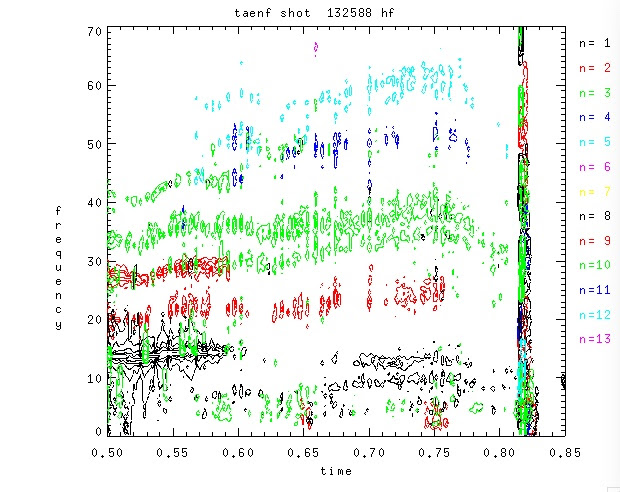 taenf shot 132588 hf
70
60
50
40
30
20
10
0
frequency
0.50 0.55 0.60 0.65 0.70 0.75 0.80 0.85
time
n= 1
n= 2
n= 3
n= 4
n= 5
n= 6
n= 7
n= 8
n= 9
n=10
n=11
n=12
n=13